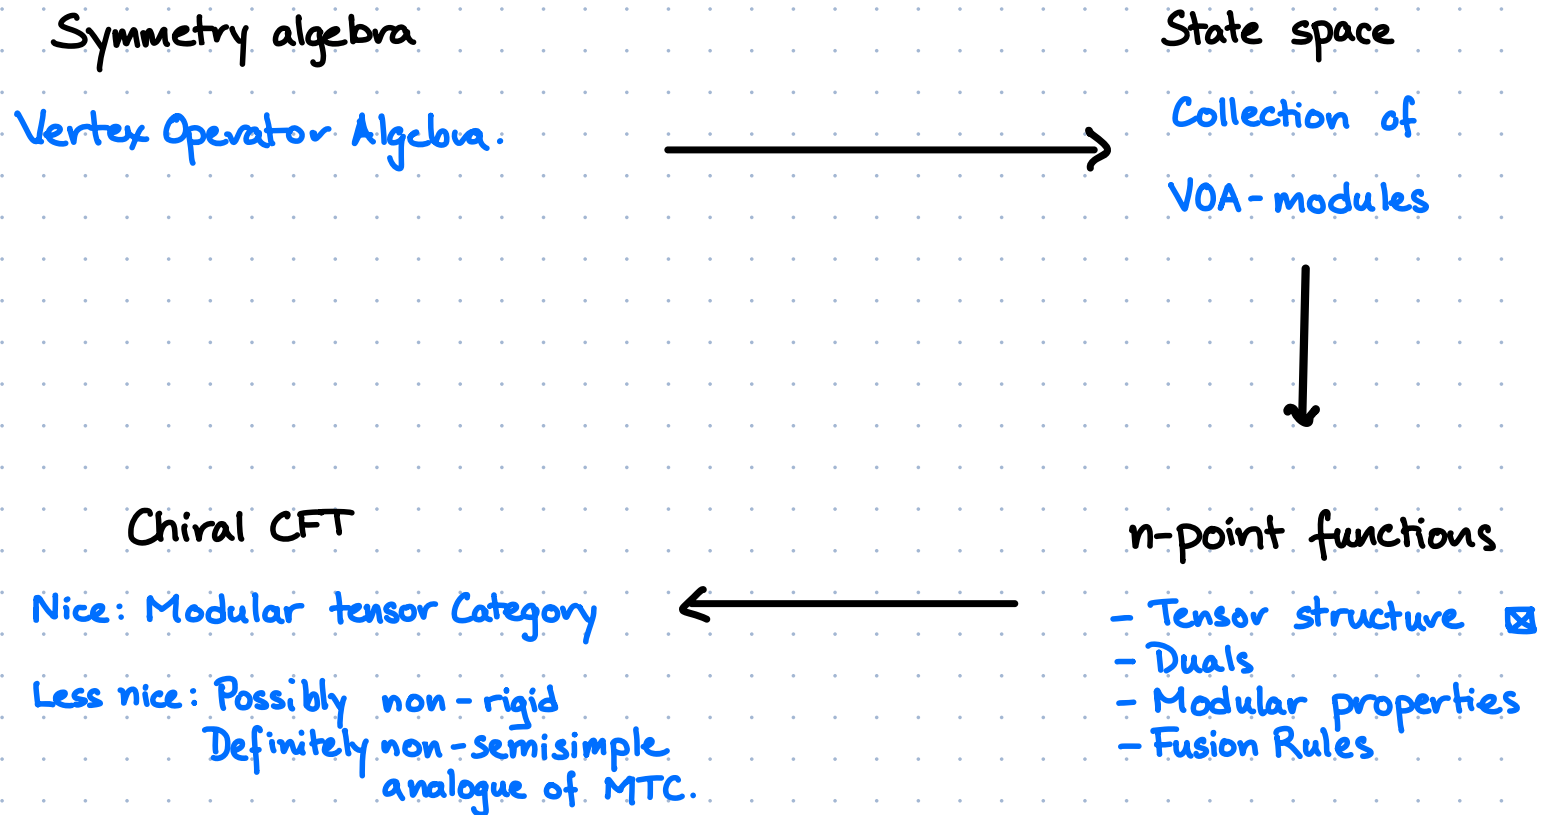 Symmetry algebra
Vertex Operator Algebra.
State space
Collection of
VOA-modules
Chiral CFT
Nice: Modular tensor Category
Less nice: Possibly non-rigid
Definitely non-semisimple
analogue of MTC.
n-point functions
- Tensor structure ⊠
- Duals
- Modular properties
- Fusion Rules